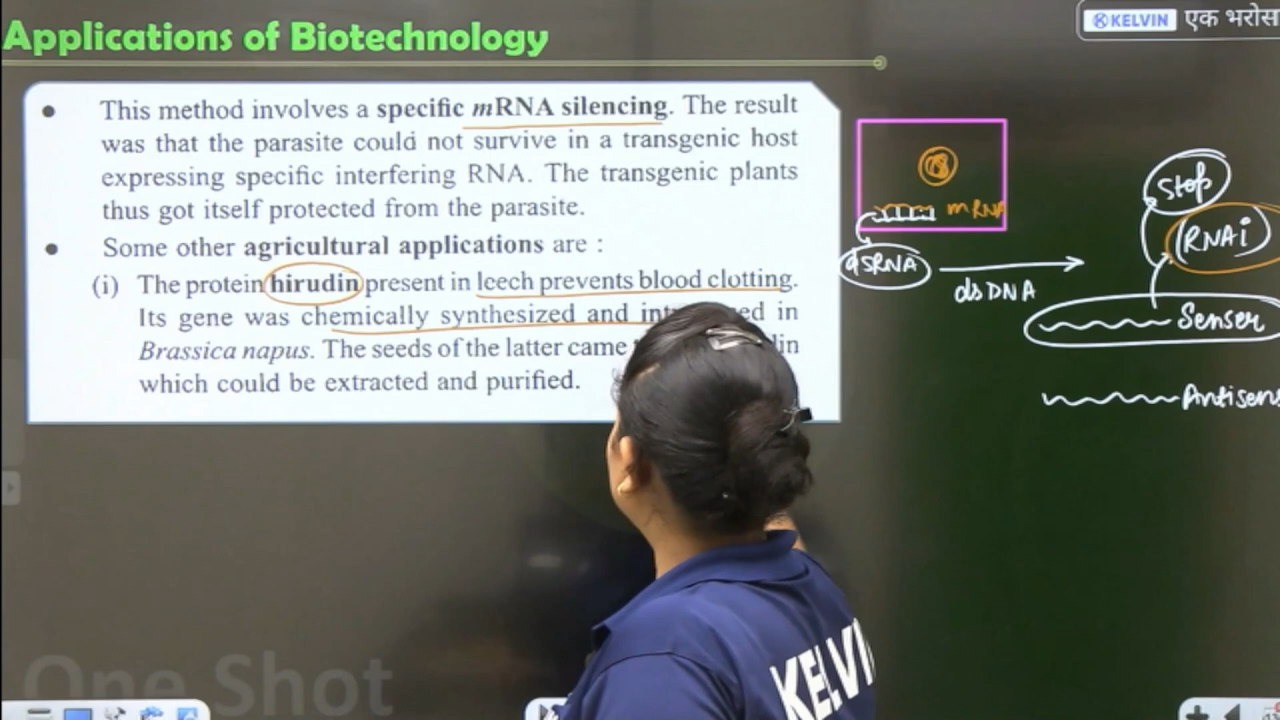 Applications of Biotechnology
KELVIN एक भरोस
• This method involves a specific mRNA silencing. The result
was that the parasite could not survive in a transgenic host
expressing specific interfering RNA. The transgenic plants
thus got itself protected from the parasite.
• Some other agricultural applications are :
(i) The protein hirudin present in leech prevents blood clotting.
Its gene was chemically synthesized and in
Brassica napus. The seeds of the latter came
which could be extracted and purified.
mRNA
dsRNA
dsDNA
Stop
RNAi
Senser
Antisens
KELVI
One Shot